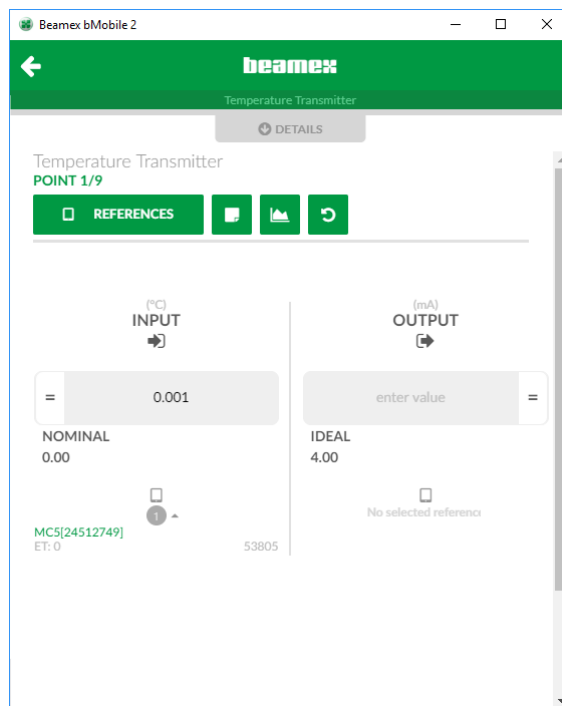 Beamex bMobile 2
beamex
Temperature Transmitter
DETAILS
Temperature Transmitter
POINT 1/9
REFERENCES
(°C)
INPUT
(mA)
OUTPUT
= 0.001
enter value =
NOMINAL
0.00
IDEAL
4.00
1
No selected referenc
MC5[24512749]
ET: 0 53805